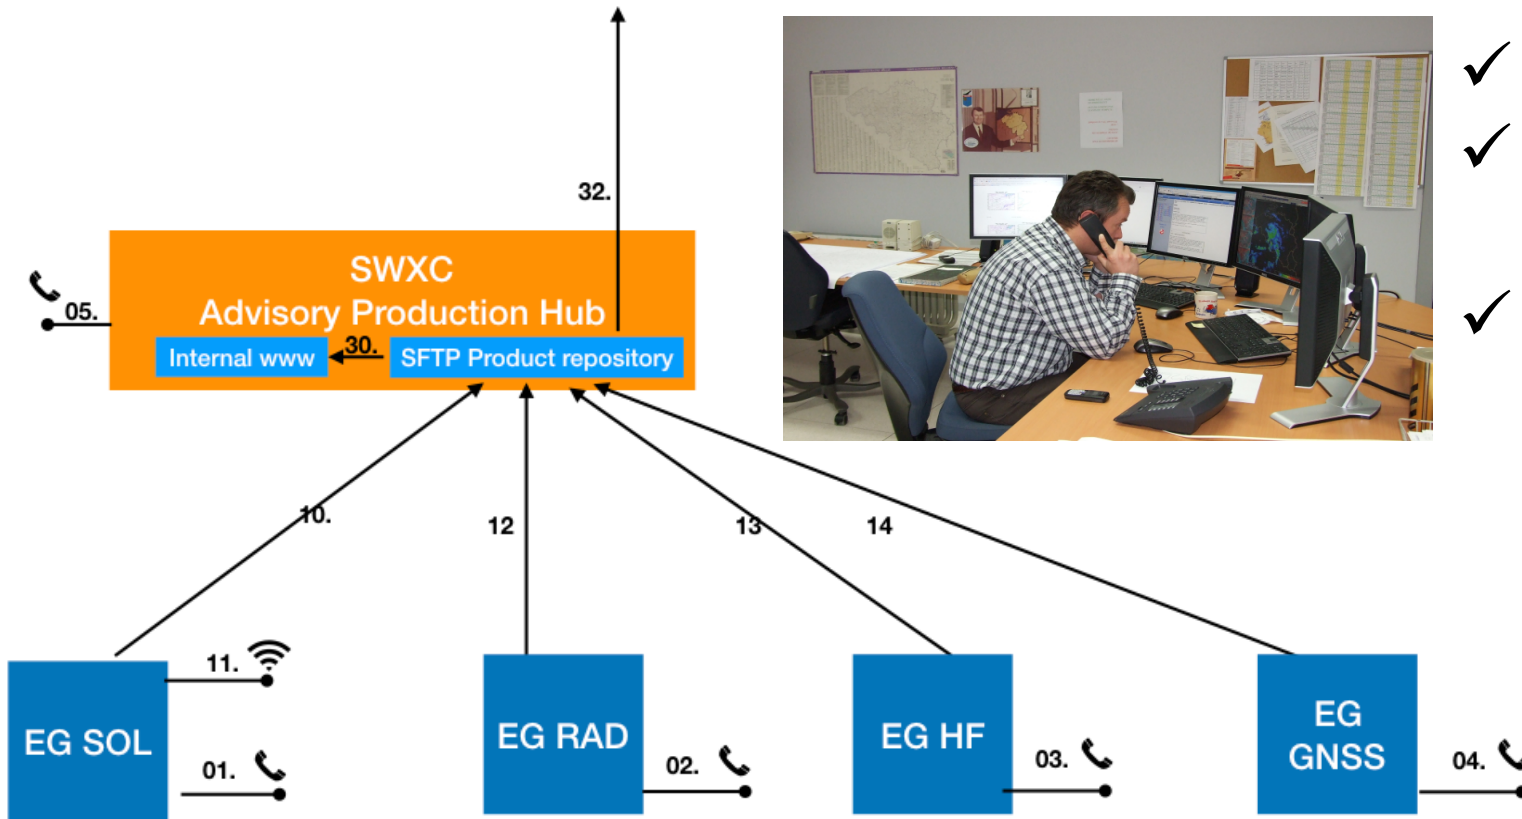 32.
SWXC
Advisory Production Hub
05.
Internal www
30.
SFTP Product repository
10.
12
13
14
11.
EG SOL
01.
EG RAD
02.
EG HF
03.
EG
GNSS
04.